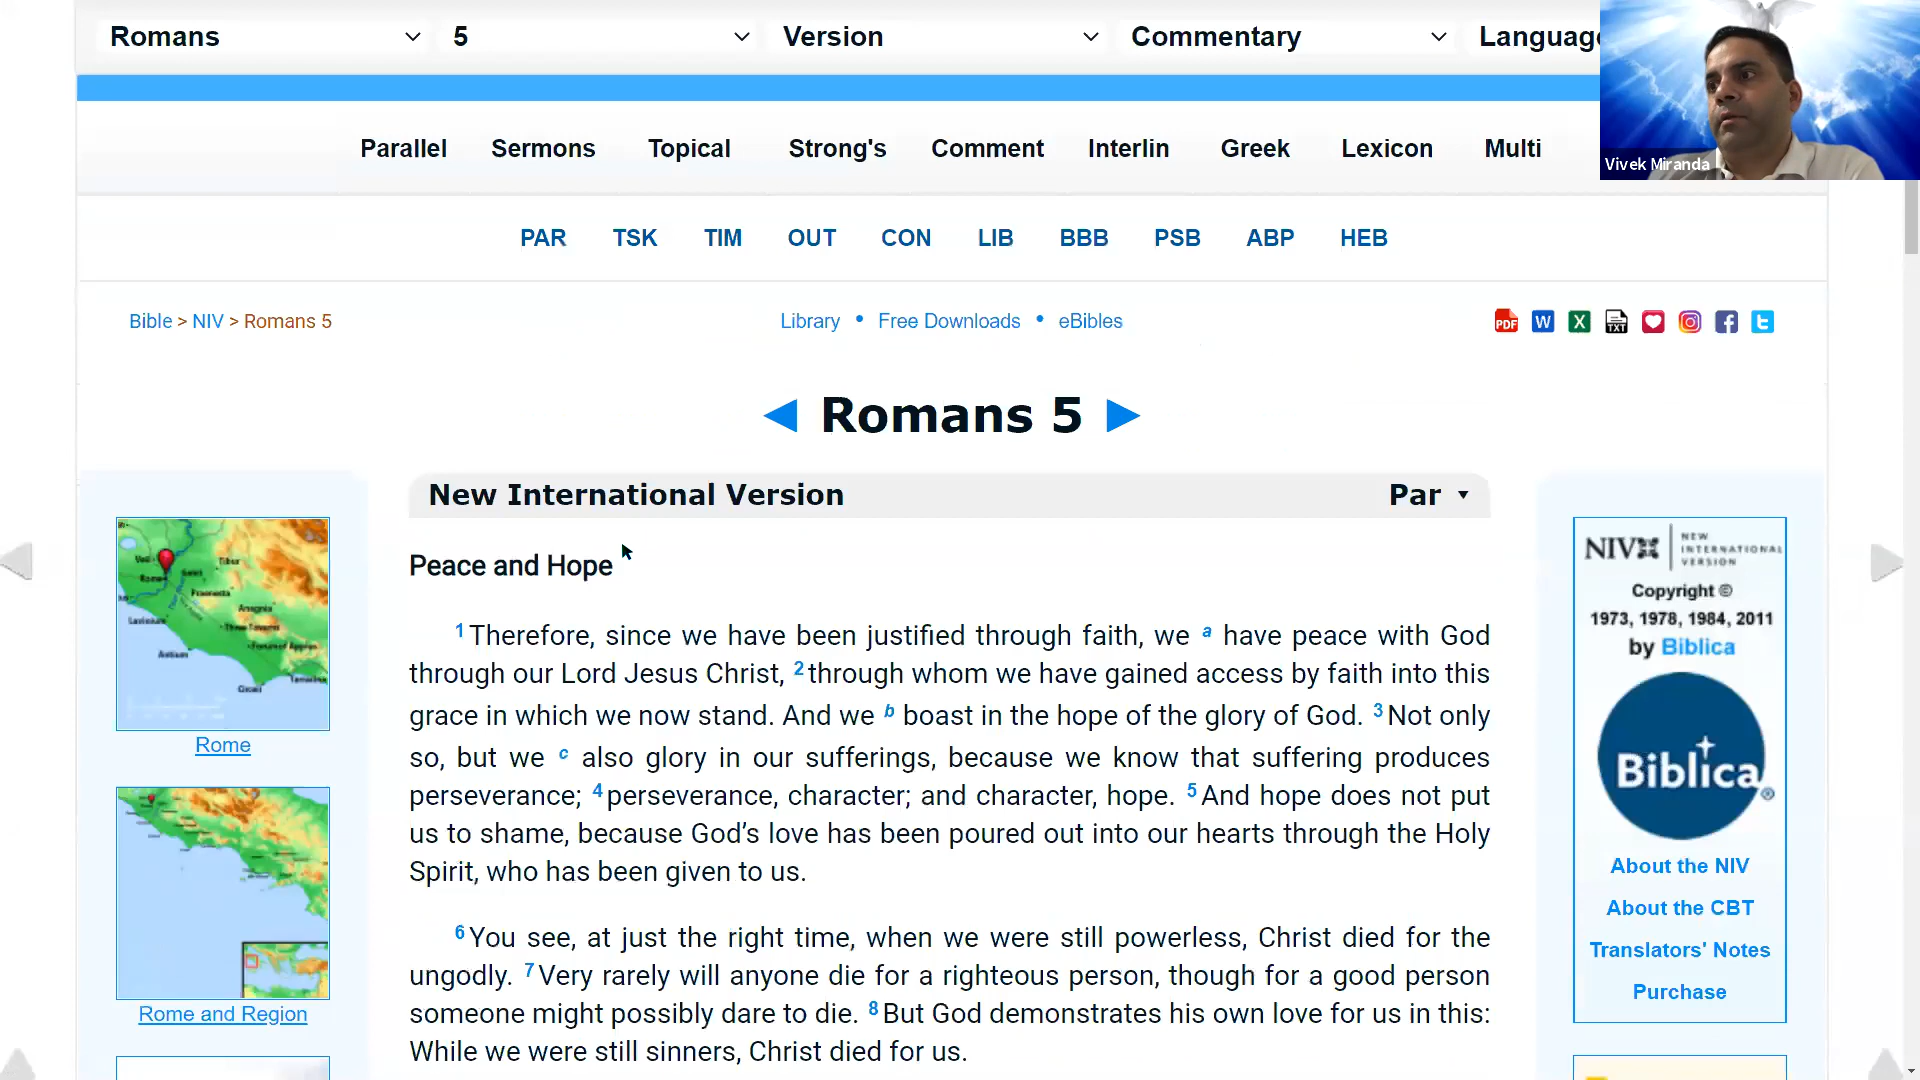 Romans
5
Version
Commentary
Language
Vivek Miranda
Parallel Sermons Topical Strong's Comment Interlin Greek Lexicon Multi
PAR TSK TIM OUT CON LIB BBB PSB ABP HEB
Bible > NIV > Romans 5
Library • Free Downloads • eBibles
PDF W X TXT
Romans 5
New International Version
Par
Peace and Hope
1 Therefore, since we have been justified through faith, we a have peace with God
through our Lord Jesus Christ, 2 through whom we have gained access by faith into this
grace in which we now stand. And we b boast in the hope of the glory of God. 3 Not only
so, but we c also glory in our sufferings, because we know that suffering produces
perseverance; 4 perseverance, character; and character, hope. 5 And hope does not put
us to shame, because God’s love has been poured out into our hearts through the Holy
Spirit, who has been given to us.
6 You see, at just the right time, when we were still powerless, Christ died for the
ungodly. 7 Very rarely will anyone die for a righteous person, though for a good person
someone might possibly dare to die. 8 But God demonstrates his own love for us in this:
While we were still sinners, Christ died for us.
Rome
Tibur
Praeneste
Anagnia
Lavinium
Antium
Circeii
Rome
Rome and Region
NIV
NEW
INTERNATIONAL
VERSION
Copyright ©
1973, 1978, 1984, 2011
by Biblica
Biblica®
About the NIV
About the CBT
Translators' Notes
Purchase